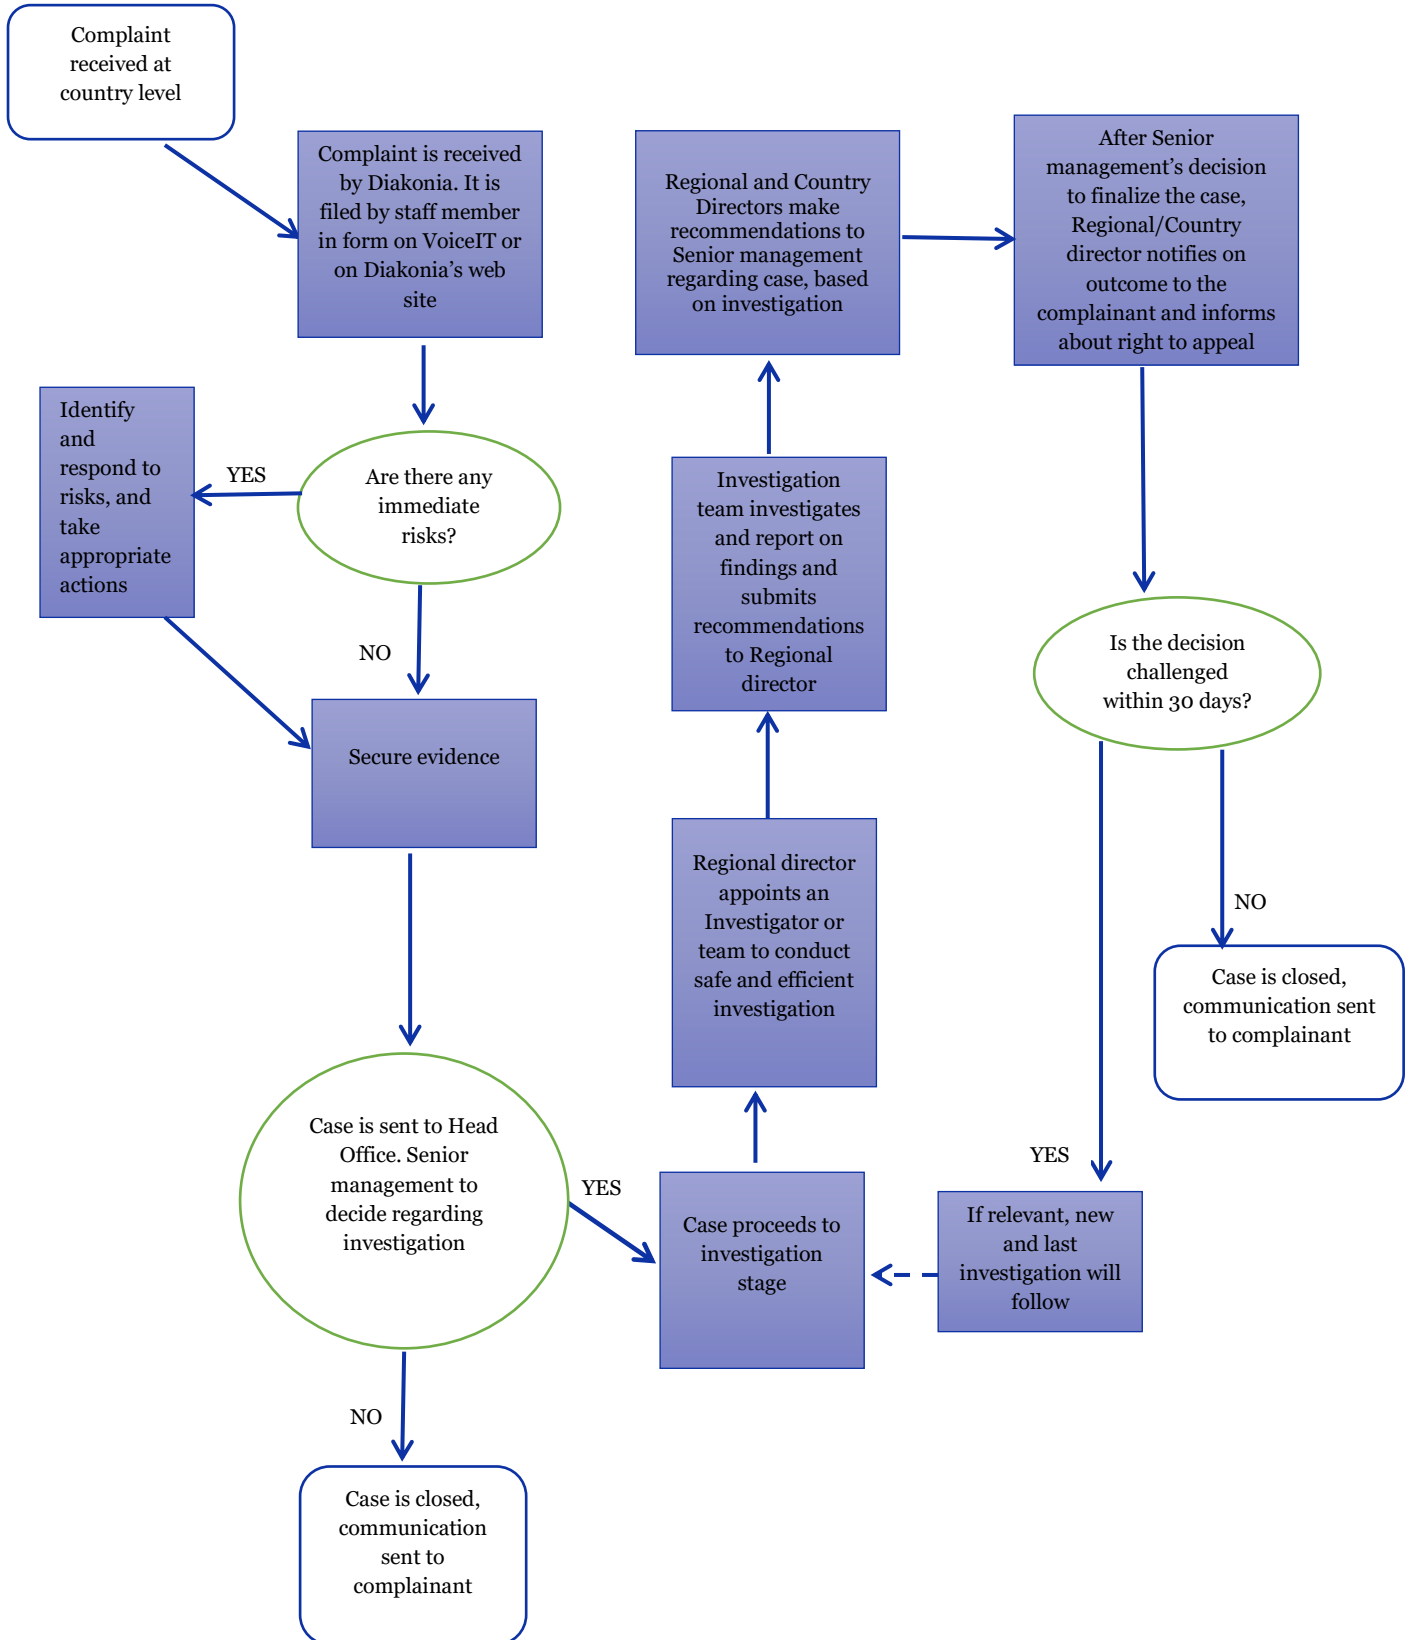 Complaint
received at
country level
Complaint is received
by Diakonia. It is
filed by staff member
in form on VoiceIT or
on Diakonia's web
site
Are there any
immediate
risks?
YES
Identify
and
respond to
risks, and
take
appropriate
actions
NO
Secure evidence
Case is sent to Head
Office. Senior
management to
decide regarding
investigation
NO
Case is closed,
communication
sent to
complainant
YES
Case proceeds to
investigation
stage
Regional director
appoints an
Investigator or
team to conduct
safe and efficient
investigation
Investigation
team investigates
and report on
findings and
submits
recommendations
to Regional
director
Regional and Country
Directors make
recommendations to
Senior management
regarding case, based
on investigation
After Senior
management's decision
to finalize the case,
Regional/Country
director notifies on
outcome to the
complainant and informs
about right to appeal
Is the decision
challenged
within 30 days?
NO
Case is closed,
communication sent
to complainant
YES
If relevant, new
and last
investigation will
follow